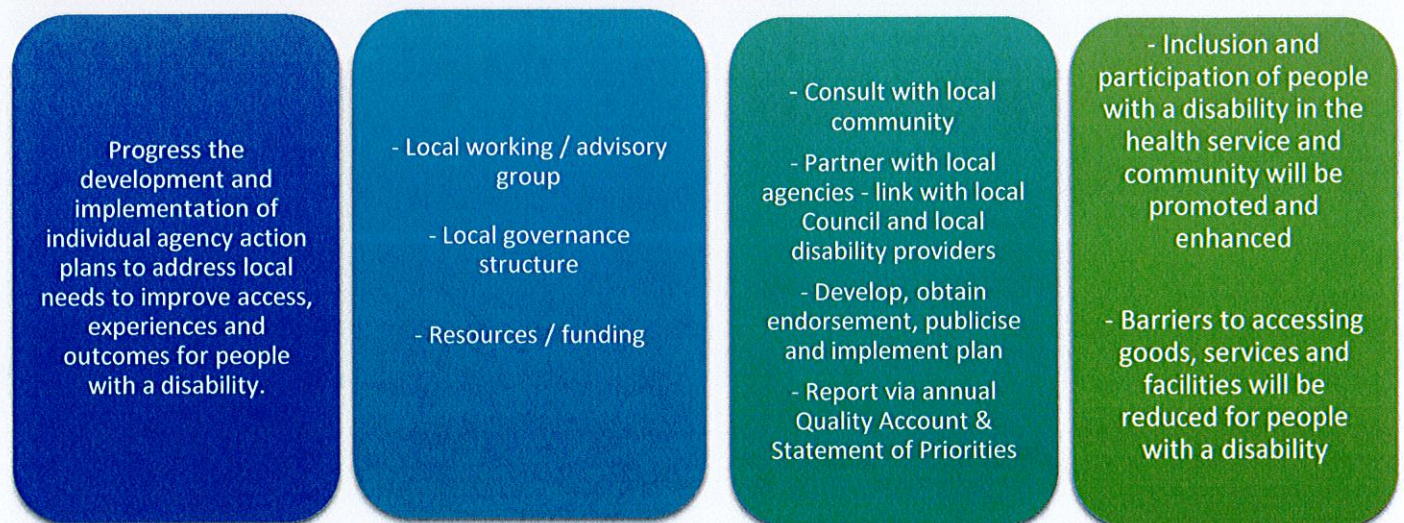 Progress the
development and
implementation of
individual agency action
plans to address local
needs to improve access,
experiences and
outcomes for people
with a disability.
- Local working / advisory
group
- Local governance
structure
- Resources / funding
- Consult with local
community
- Partner with local
agencies - link with local
Council and local
disability providers
- Develop, obtain
endorsement, publicise
and implement plan
- Report via annual
Quality Account &
Statement of Priorities
- Inclusion and
participation of people
with a disability in the
health service and
community will be
promoted and
enhanced
- Barriers to accessing
goods, services and
facilities will be
reduced for people
with a disability